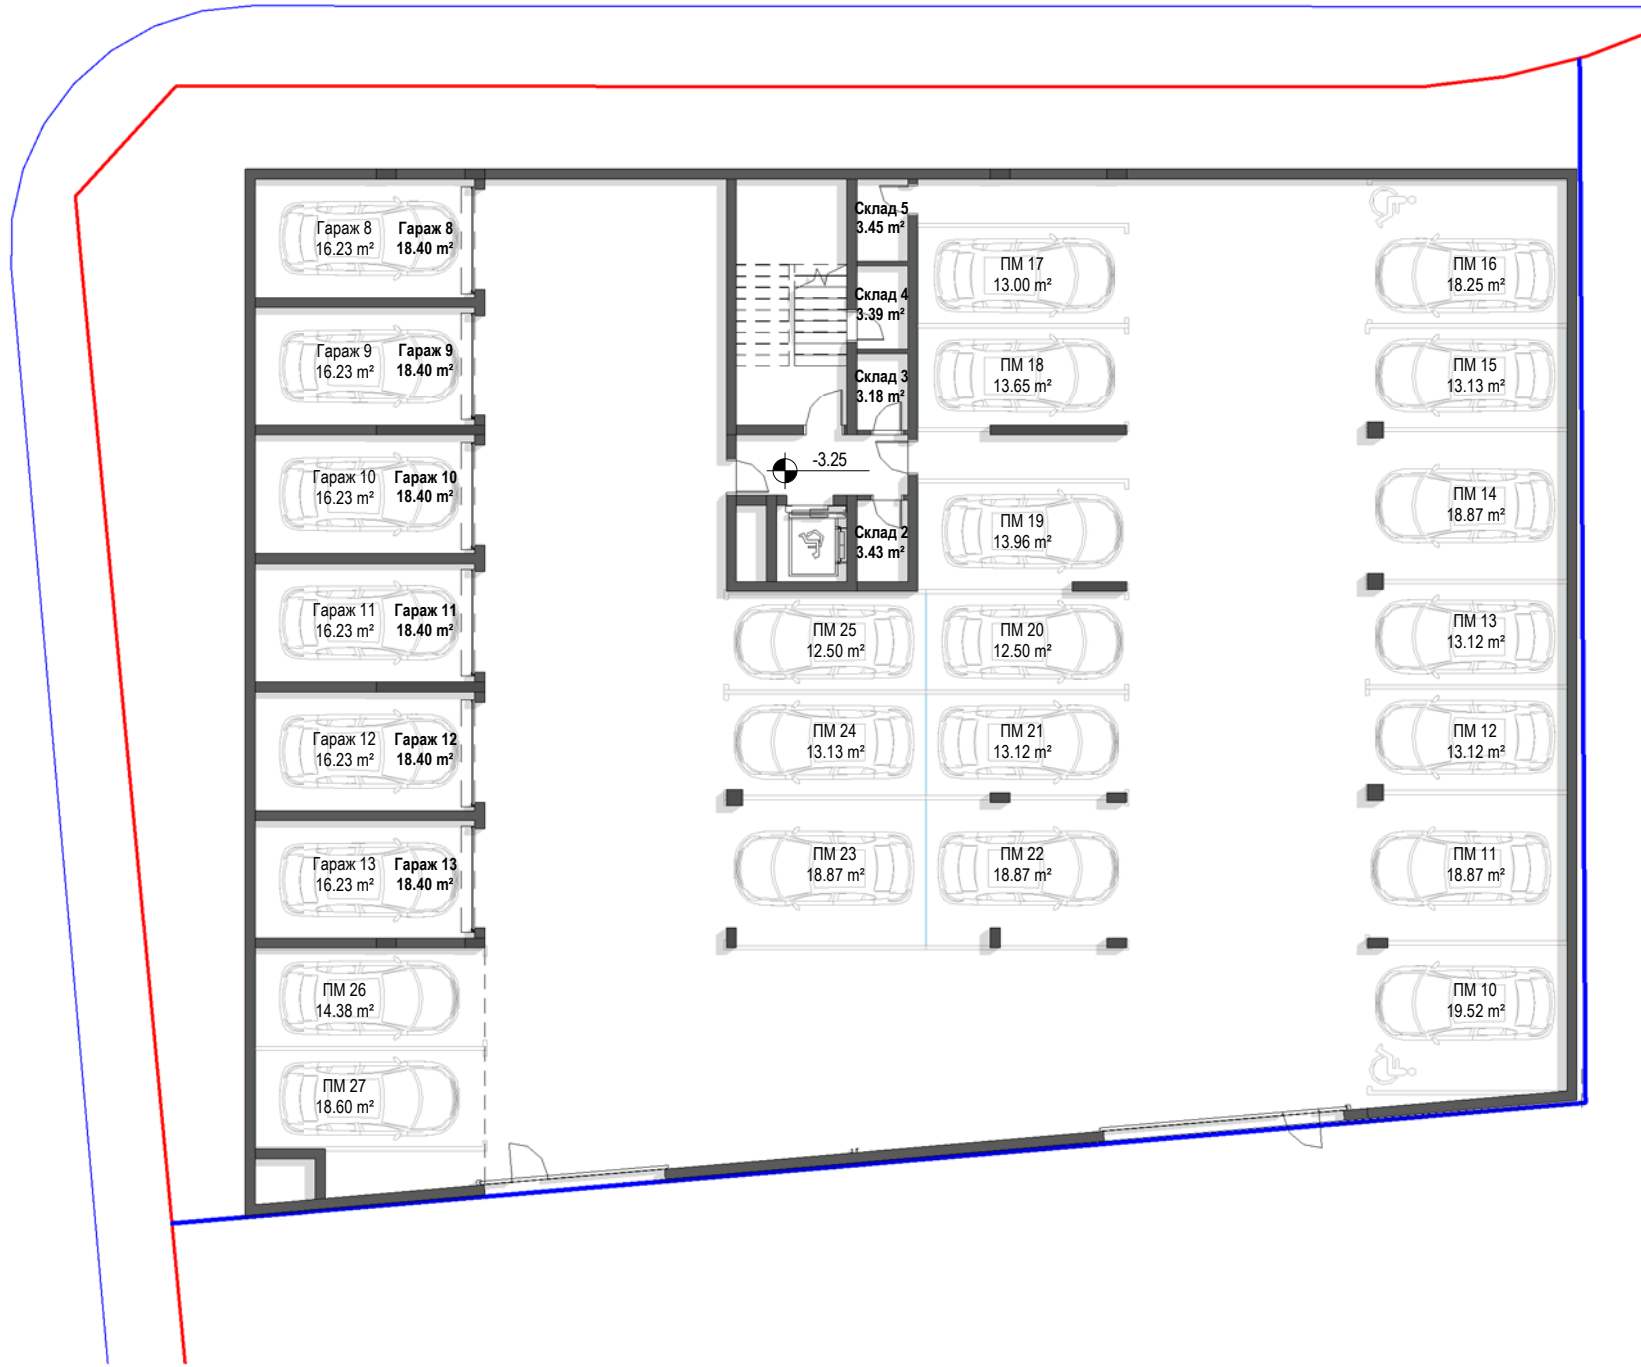 Гараж 8
16.23 m²
Гараж 8
18.40 m²
Гараж 9
16.23 m²
Гараж 9
18.40 m²
Гараж 10
16.23 m²
Гараж 10
18.40 m²
Гараж 11
16.23 m²
Гараж 11
18.40 m²
Гараж 12
16.23 m²
Гараж 12
18.40 m²
Гараж 13
16.23 m²
Гараж 13
18.40 m²
ПМ 26
14.38 m²
ПМ 27
18.60 m²
Склад 5
3.45 m²
Склад 4
3.39 m²
Склад 3
3.18 m²
-3.25
Склад 2
3.43 m²
ПМ 25
12.50 m²
ПМ 24
13.13 m²
ПМ 23
18.87 m²
ПМ 17
13.00 m²
ПМ 18
13.65 m²
ПМ 19
13.96 m²
ПМ 20
12.50 m²
ПМ 21
13.12 m²
ПМ 22
18.87 m²
ПМ 16
18.25 m²
ПМ 15
13.13 m²
ПМ 14
18.87 m²
ПМ 13
13.12 m²
ПМ 12
13.12 m²
ПМ 11
18.87 m²
ПМ 10
19.52 m²